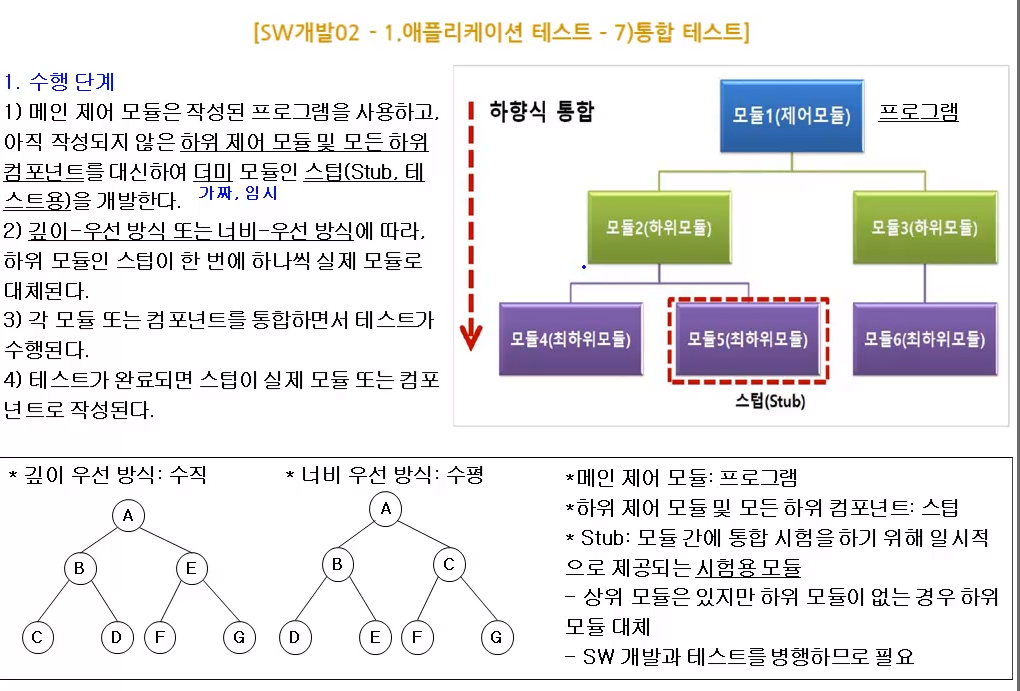 [SW개발02 - 1.애플리케이션 테스트 - 7)통합 테스트]
1. 수행 단계
1) 메인 제어 모듈은 작성된 프로그램을 사용하고,
아직 작성되지 않은 하위 제어 모듈 및 모든 하위
컴포넌트를 대신하여 더미 모듈인 스텁(Stub, 테
스트용)을 개발한다.
가짜, 임시
2) 깊이-우선 방식 또는 너비-우선 방식에 따라,
하위 모듈인 스텁이 한 번에 하나씩 실제 모듈로
대체된다.
3) 각 모듈 또는 컴포넌트를 통합하면서 테스트가
수행된다.
4) 테스트가 완료되면 스텁이 실제 모듈 또는 컴포
넌트로 작성된다.
하향식 통합
모듈1(제어모듈)
프로그램
모듈2(하위모듈)
모듈3(하위모듈)
모듈4(최하위모듈)
모듈5(최하위모듈)
모듈6(최하위모듈)
스텁(Stub)
* 깊이 우선 방식: 수직
A
B
E
C
D
F
G
* 너비 우선 방식: 수평
A
B
C
D
E
F
G
*메인 제어 모듈: 프로그램
*하위 제어 모듈 및 모든 하위 컴포넌트: 스텁
* Stub: 모듈 간에 통합 시험을 하기 위해 일시적
으로 제공되는 시험용 모듈
- 상위 모듈은 있지만 하위 모듈이 없는 경우 하위
모듈 대체
- SW 개발과 테스트를 병행하므로 필요